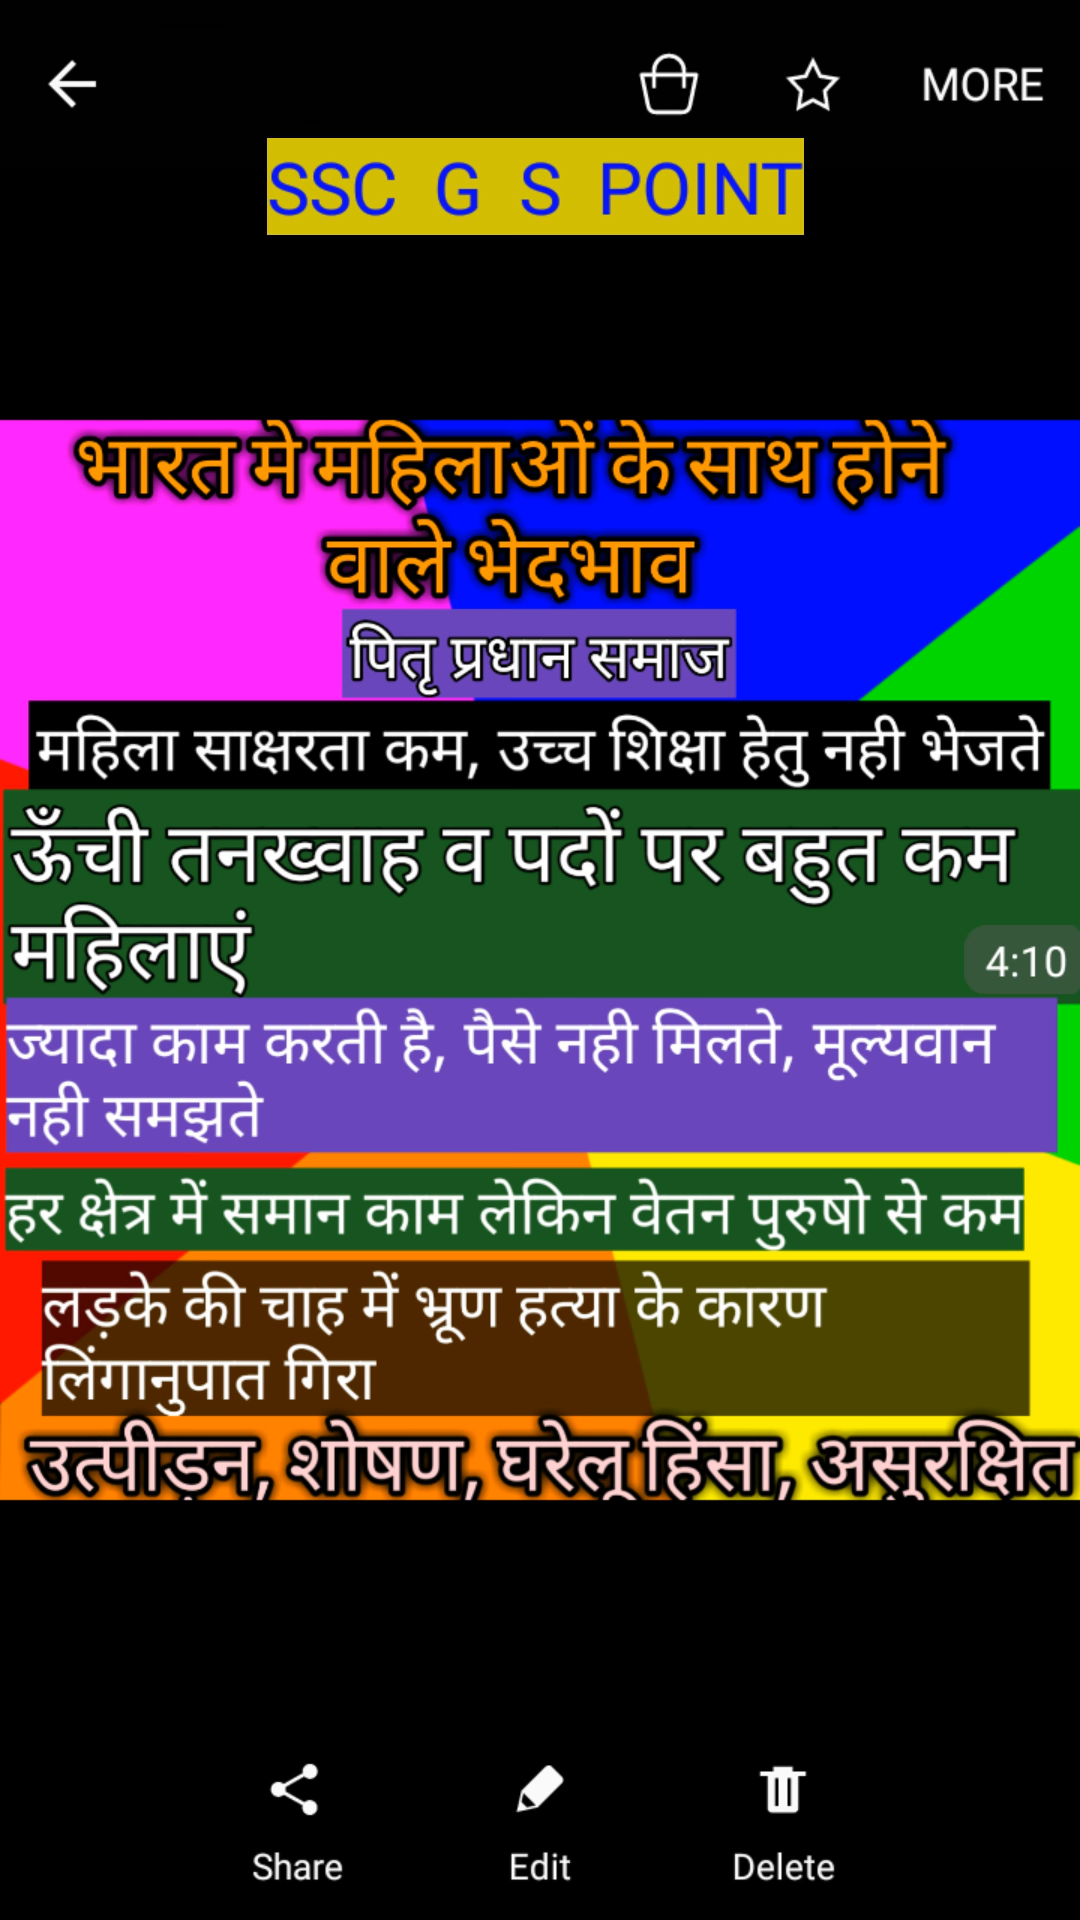 MORE
SSC G S POINT
भारत मे महिलाओं के साथ होने
वाले भेदभाव
पितृ प्रधान समाज
महिला साक्षरता कम, उच्च शिक्षा हेतु नही भेजते
ऊँची तनख्वाह व पदों पर बहुत कम
महिलाएं
4:10
ज्यादा काम करती है, पैसे नही मिलते, मूल्यवान
नही समझते
हर क्षेत्र में समान काम लेकिन वेतन पुरुषो से कम
लड़के की चाह में भ्रूण हत्या के कारण
लिंगानुपात गिरा
उत्पीड़न, शोषण, घरेलू हिंसा, असुरक्षित
Share Edit Delete